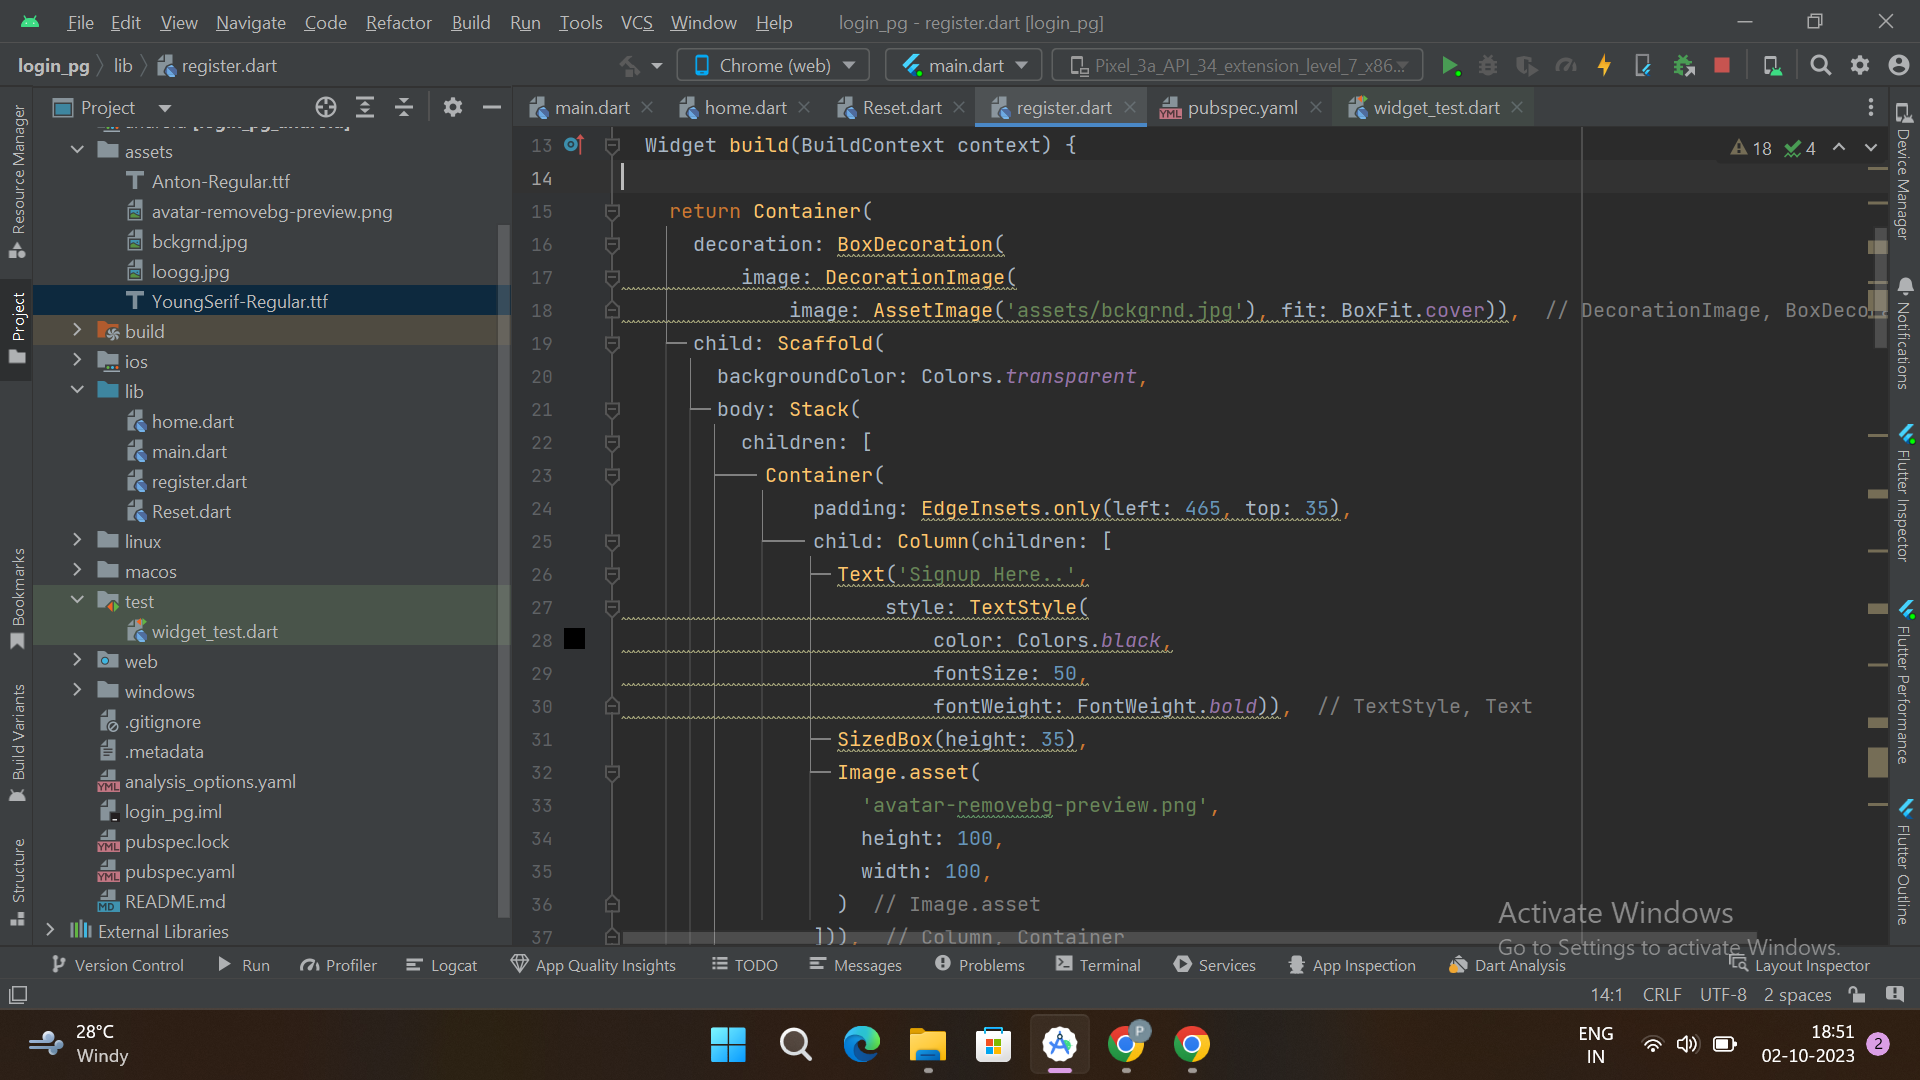 File Edit View Navigate Code Refactor Build Run Tools VCS Window Help login_pg - register.dart [login_pg]
login_pg lib register.dart Chrome (web) main.dart Pixel_3a_API_34_extension_level_7_x86...
Project main.dart home.dart Reset.dart register.dart pubspec.yaml widget_test.dart
Resource Manager
Project
Bookmarks
Build Variants
Structure
assets
Anton-Regular.ttf
avatar-removebg-preview.png
bckgrnd.jpg
loogg.jpg
YoungSerif-Regular.ttf
build
ios
lib
home.dart
main.dart
register.dart
Reset.dart
linux
macos
test
widget_test.dart
web
windows
.gitignore
.metadata
analysis_options.yaml
login_pg.iml
pubspec.lock
pubspec.yaml
README.md
External Libraries
18 4
13 Widget build(BuildContext context) {
14
15 return Container(
16 decoration: BoxDecoration(
17 image: DecorationImage(
18 image: AssetImage('assets/bckgrnd.jpg'), fit: BoxFit.cover)), // DecorationImage, BoxDeco
19 child: Scaffold(
20 backgroundColor: Colors.transparent,
21 body: Stack(
22 children: [
23 Container(
24 padding: EdgeInsets.only(left: 465, top: 35),
25 child: Column(children: [
26 Text('Signup Here..',
27 style: TextStyle(
28 color: Colors.black,
29 fontSize: 50,
30 fontWeight: FontWeight.bold)), // TextStyle, Text
31 SizedBox(height: 35),
32 Image.asset(
33 'avatar-removebg-preview.png',
34 height: 100,
35 width: 100,
36 ) // Image.asset
37 ])), // Column, Container
Device Manager
Notifications
Flutter Inspector
Flutter Performance
Flutter Outline
Activate Windows
Go to Settings to activate Windows.
Version Control Run Profiler Logcat App Quality Insights TODO Messages Problems Terminal Services App Inspection Dart Analysis Layout Inspector
14:1 CRLF UTF-8 2 spaces
28°C
Windy
ENG
IN
18:51
02-10-2023
2